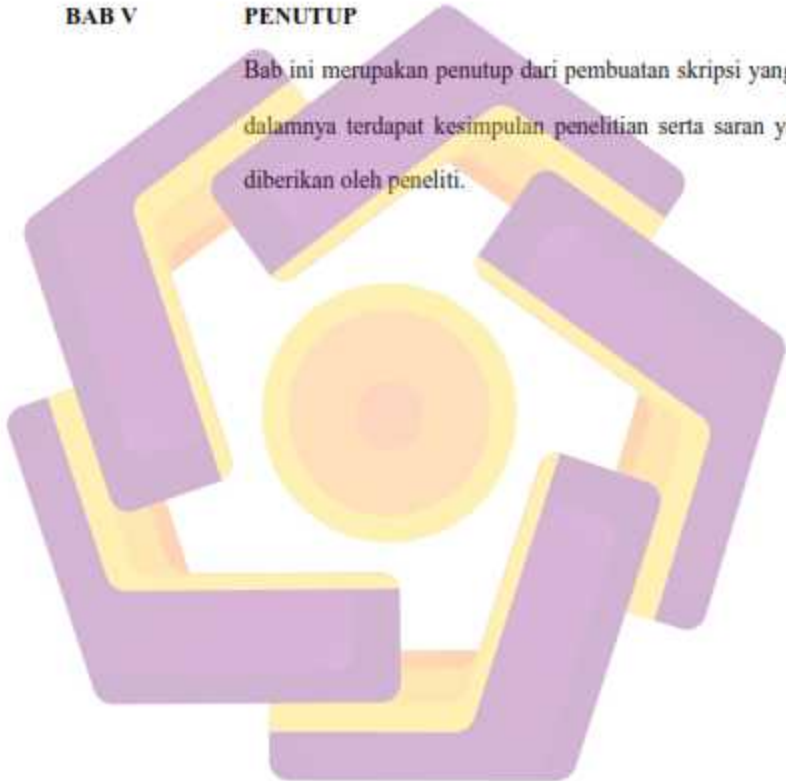 BAB V PENUTUP
Bab ini merupakan penutup dari pembuatan skripsi yang
dalamnya terdapat kesimpulan penelitian serta saran
diberikan oleh peneliti.